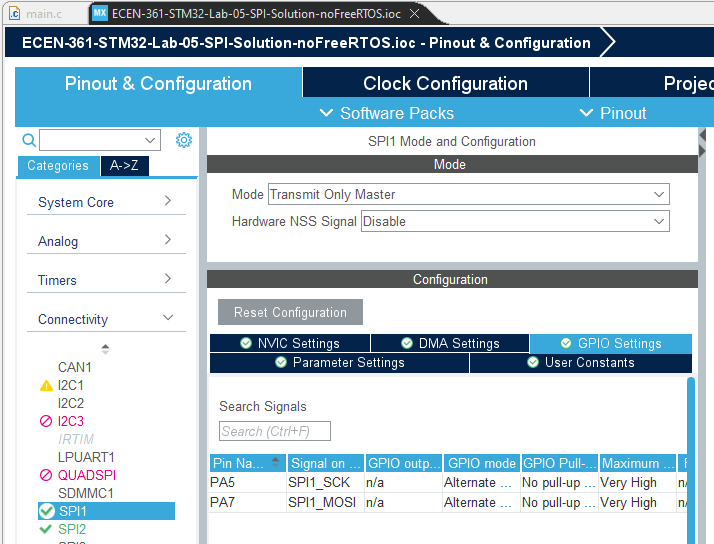 main.c
MX ECEN-361-STM32-Lab-05-SPI-Solution-noFreeRTOS.ioc
ECEN-361-STM32-Lab-05-SPI-Solution-noFreeRTOS.ioc - Pinout & Configuration
Pinout & Configuration
Clock Configuration
Projec
Software Packs
Pinout
Categories
A->Z
System Core
Analog
Timers
Connectivity
CAN1
I2C1
I2C2
I2C3
IRTIM
LPUART1
QUADSPI
SDMMC1
SPI1
SPI2
SPI1 Mode and Configuration
Mode
Mode Transmit Only Master
Hardware NSS Signal Disable
Configuration
Reset Configuration
NVIC Settings
DMA Settings
GPIO Settings
Parameter Settings
User Constants
Search Signals
Search (Ctrl+F)
Pin Na... Signal on ... GPIO outp... GPIO mode GPIO Pull-... Maximum ...
PA5 SPI1_SCK n/a Alternate ... No pull-up ... Very High n/
PA7 SPI1_MOSI n/a Alternate ... No pull-up ... Very High n/